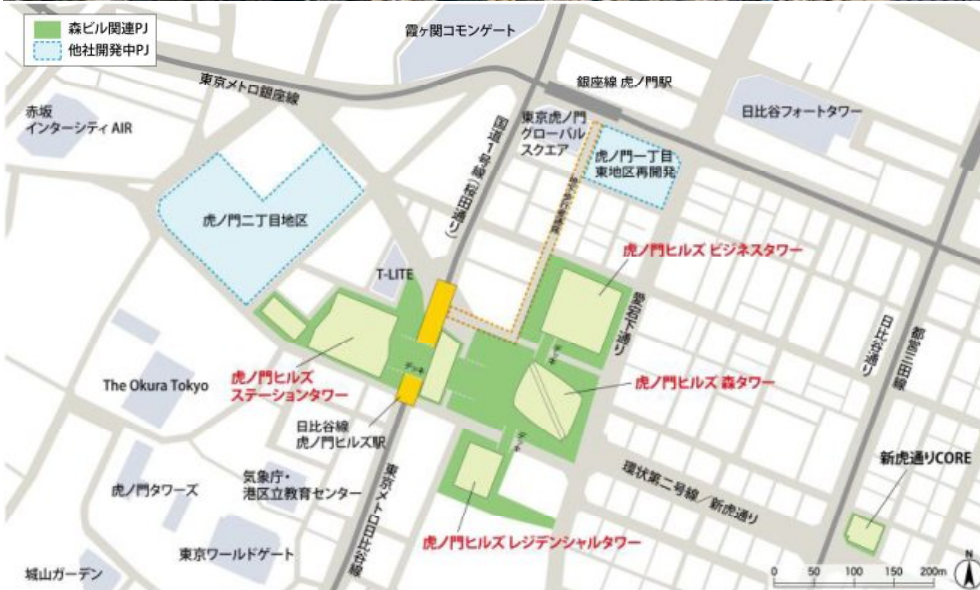 森ビル関連PJ
他社開発中PJ
霞ヶ関コモンゲート
東京メトロ銀座線
銀座線 虎ノ門駅
赤坂
インターシティ AIR
国道1号線(桜田通り)
東京虎ノ門
グローバル
スクエア
日比谷フォートタワー
虎ノ門一丁目
東地区再開発
地下歩行者通路
虎ノ門二丁目地区
虎ノ門ヒルズ ビジネスタワー
T-LITE
愛宕下通り
日比谷通り
都営三田線
デッキ
デッキ
デッキ
虎ノ門ヒルズ
ステーションタワー
虎ノ門ヒルズ 森タワー
The Okura Tokyo
日比谷線
虎ノ門ヒルズ駅
新虎通りCORE
環状第二号線/新虎通り
虎ノ門タワーズ
気象庁・
港区立教育センター
東京メトロ日比谷線
虎ノ門ヒルズ レジデンシャルタワー
東京ワールドゲート
城山ガーデン
0 50 100 150 200m
N